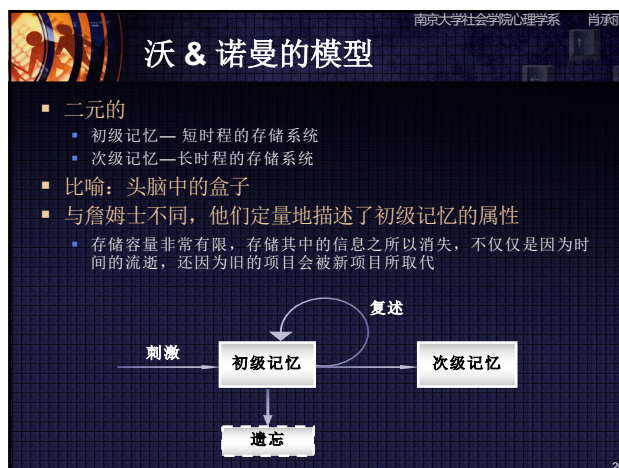 南京大学社会学院心理学系 肖承丽
沃 & 诺曼的模型
二元的
初级记忆— 短时程的存储系统
次级记忆—长时程的存储系统
比喻：头脑中的盒子
与詹姆士不同，他们定量地描述了初级记忆的属性
存储容量非常有限，存储其中的信息之所以消失，不仅仅是因为时
间的流逝，还因为旧的项目会被新项目所取代
复述
刺激
初级记忆
次级记忆
遗忘